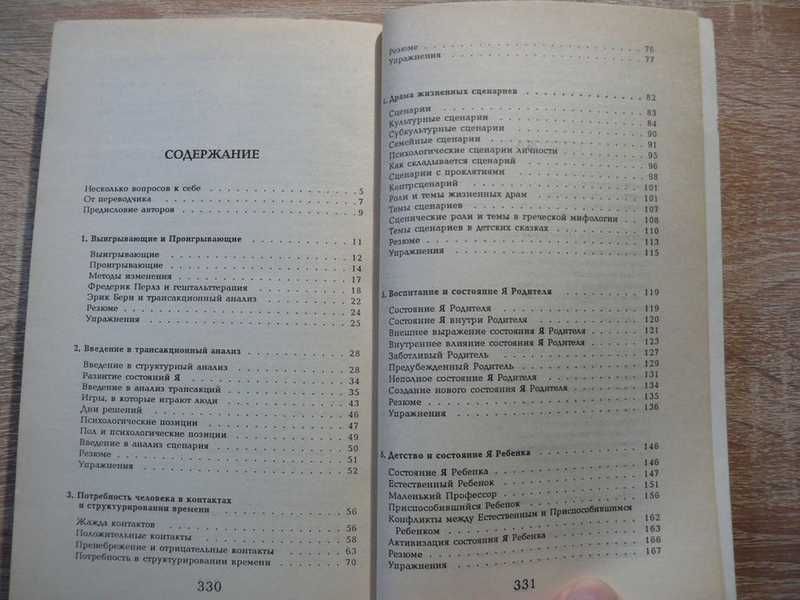 СОДЕРЖАНИЕ
Несколько вопросов к себе . . . 5
От переводчика . . . 7
Предисловие авторов . . . 9
1. Выигрывающие и Проигрывающие . . . 11
Выигрывающие . . . 12
Проигрывающие . . . 14
Методы изменения . . . 17
Фредерик Перлз и гештальттерапия . . . 18
Эрик Берн и трансакционный анализ . . . 22
Резюме . . . 24
Упражнения . . . 25
2. Введение в трансакционный анализ . . . 28
Введение в структурный анализ . . . 28
Развитие состояний Я . . . 34
Введение в анализ трансакций . . . 35
Игры, в которые играют люди . . . 43
Дни решений . . . 46
Психологические позиции . . . 47
Пол и психологические позиции . . . 49
Введение в анализ сценария . . . 50
Резюме . . . 51
Упражнения . . . 52
3. Потребность человека в контактах
и структурировании времени . . . 56
Жажда контактов . . . 56
Положительные контакты . . . 58
Пренебрежение и отрицательные контакты . . . 63
Потребность в структурировании времени . . . 70
330
Резюме . . . 76
Упражнения . . . 77
Драма жизненных сценариев . . . 82
Сценарии . . . 83
Культурные сценарии . . . 84
Субкультурные сценарии . . . 90
Семейные сценарии . . . 91
Психологические сценарии личности . . . 95
Как складывается сценарий . . . 96
Сценарии с проклятиями . . . 98
Контрсценарий . . . 101
Роли и темы жизненных драм . . . 101
Темы сценариев . . . 107
Сценические роли и темы в греческой мифологии . . . 108
Темы сценариев в детских сказках . . . 110
Резюме . . . 113
Упражнения . . . 115
Воспитание и состояние Я Родителя . . . 119
Состояние Я Родителя . . . 119
Состояние Я внутри Родителя . . . 120
Внешнее выражение состояния Я Родителя . . . 121
Внутреннее влияние состояния Я Родителя . . . 123
Заботливый Родитель . . . 127
Предубежденный Родитель . . . 129
Неполное состояние Я Родителя . . . 131
Создание нового состояния Я Родителя . . . 134
Резюме . . . 135
Упражнения . . . 136
Детство и состояние Я Ребенка . . . 146
Состояние Я Ребенка . . . 146
Естественный Ребенок . . . 147
Маленький Профессор . . . 151
Приспособившийся Ребенок . . . 156
Конфликты между Естественным и Приспособившимся
Ребенком . . . 162
Активизация состояния Я Ребенка . . . 163
Резюме . . . 166
Упражнения . . . 167
331